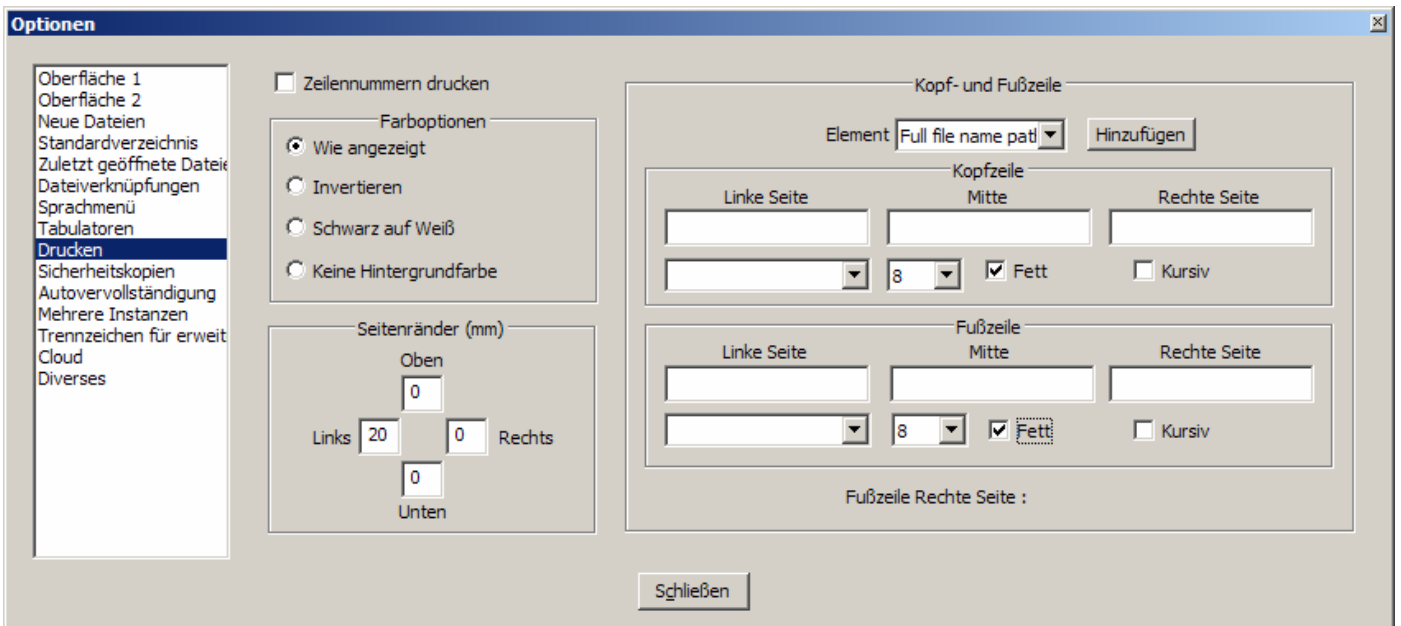 Optionen
Oberfläche 1
Oberfläche 2
Neue Dateien
Standardverzeichnis
Zuletzt geöffnete Dateie
Dateiverknüpfungen
Sprachmenü
Tabulatoren
Drucken
Sicherheitskopien
Autovervollständigung
Mehrere Instanzen
Trennzeichen für erweit
Cloud
Diverses
Zeilennummern drucken
Farboptionen
Wie angezeigt
Invertieren
Schwarz auf Weiß
Keine Hintergrundfarbe
Seitenränder (mm)
Oben
0
Links 20 0 Rechts
0
Unten
Kopf- und Fußzeile
Element Full file name patl Hinzufügen
Kopfzeile
Linke Seite Mitte Rechte Seite
8 Fett Kursiv
Fußzeile
Linke Seite Mitte Rechte Seite
8 Fett Kursiv
Fußzeile Rechte Seite :
Schließen